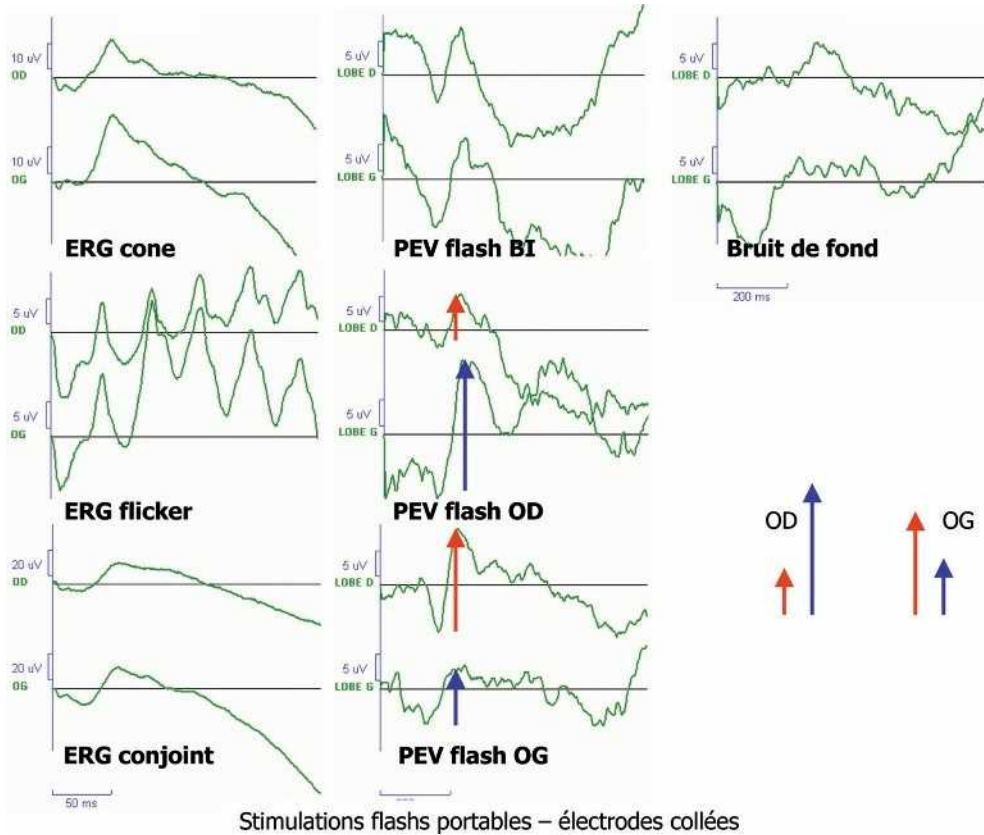 10 uV
OD
10 uV
OG
ERG cone
5 uV
LOBE D
5 uV
LOBE G
PEV flash BI
5 uV
LOBE D
5 uV
LOBE G
Bruit de fond
200 ms
5 uV
OD
5 uV
OG
ERG flicker
5 uV
LOBE D
5 uV
LOBE G
PEV flash OD
OD
OG
20 uV
OD
20 uV
OG
ERG conjoint
50 ms
5 uV
LOBE D
5 uV
LOBE G
PEV flash OG
Stimulations flashs portables – électrodes collées